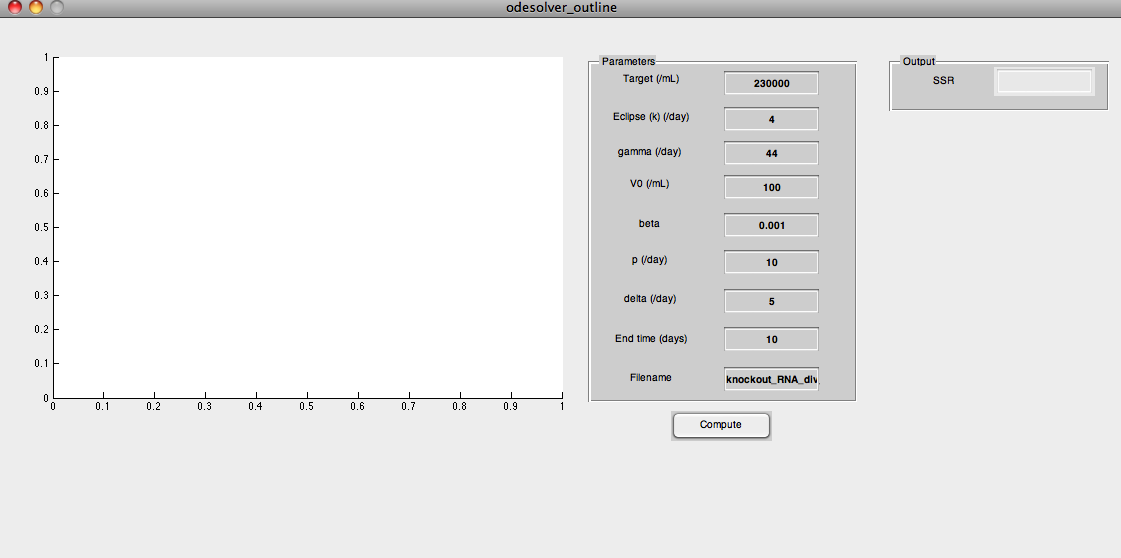 odesolver_outline
1
0.9
0.8
0.7
0.6
0.5
0.4
0.3
0.2
0.1
0
0 0.1 0.2 0.3 0.4 0.5 0.6 0.7 0.8 0.9 1
Parameters
Target (/mL) 230000
Eclipse (k) (/day) 4
gamma (/day) 44
V0 (/mL) 100
beta 0.001
p (/day) 10
delta (/day) 5
End time (days) 10
Filename knockout_RNA_div
Compute
Output
SSR